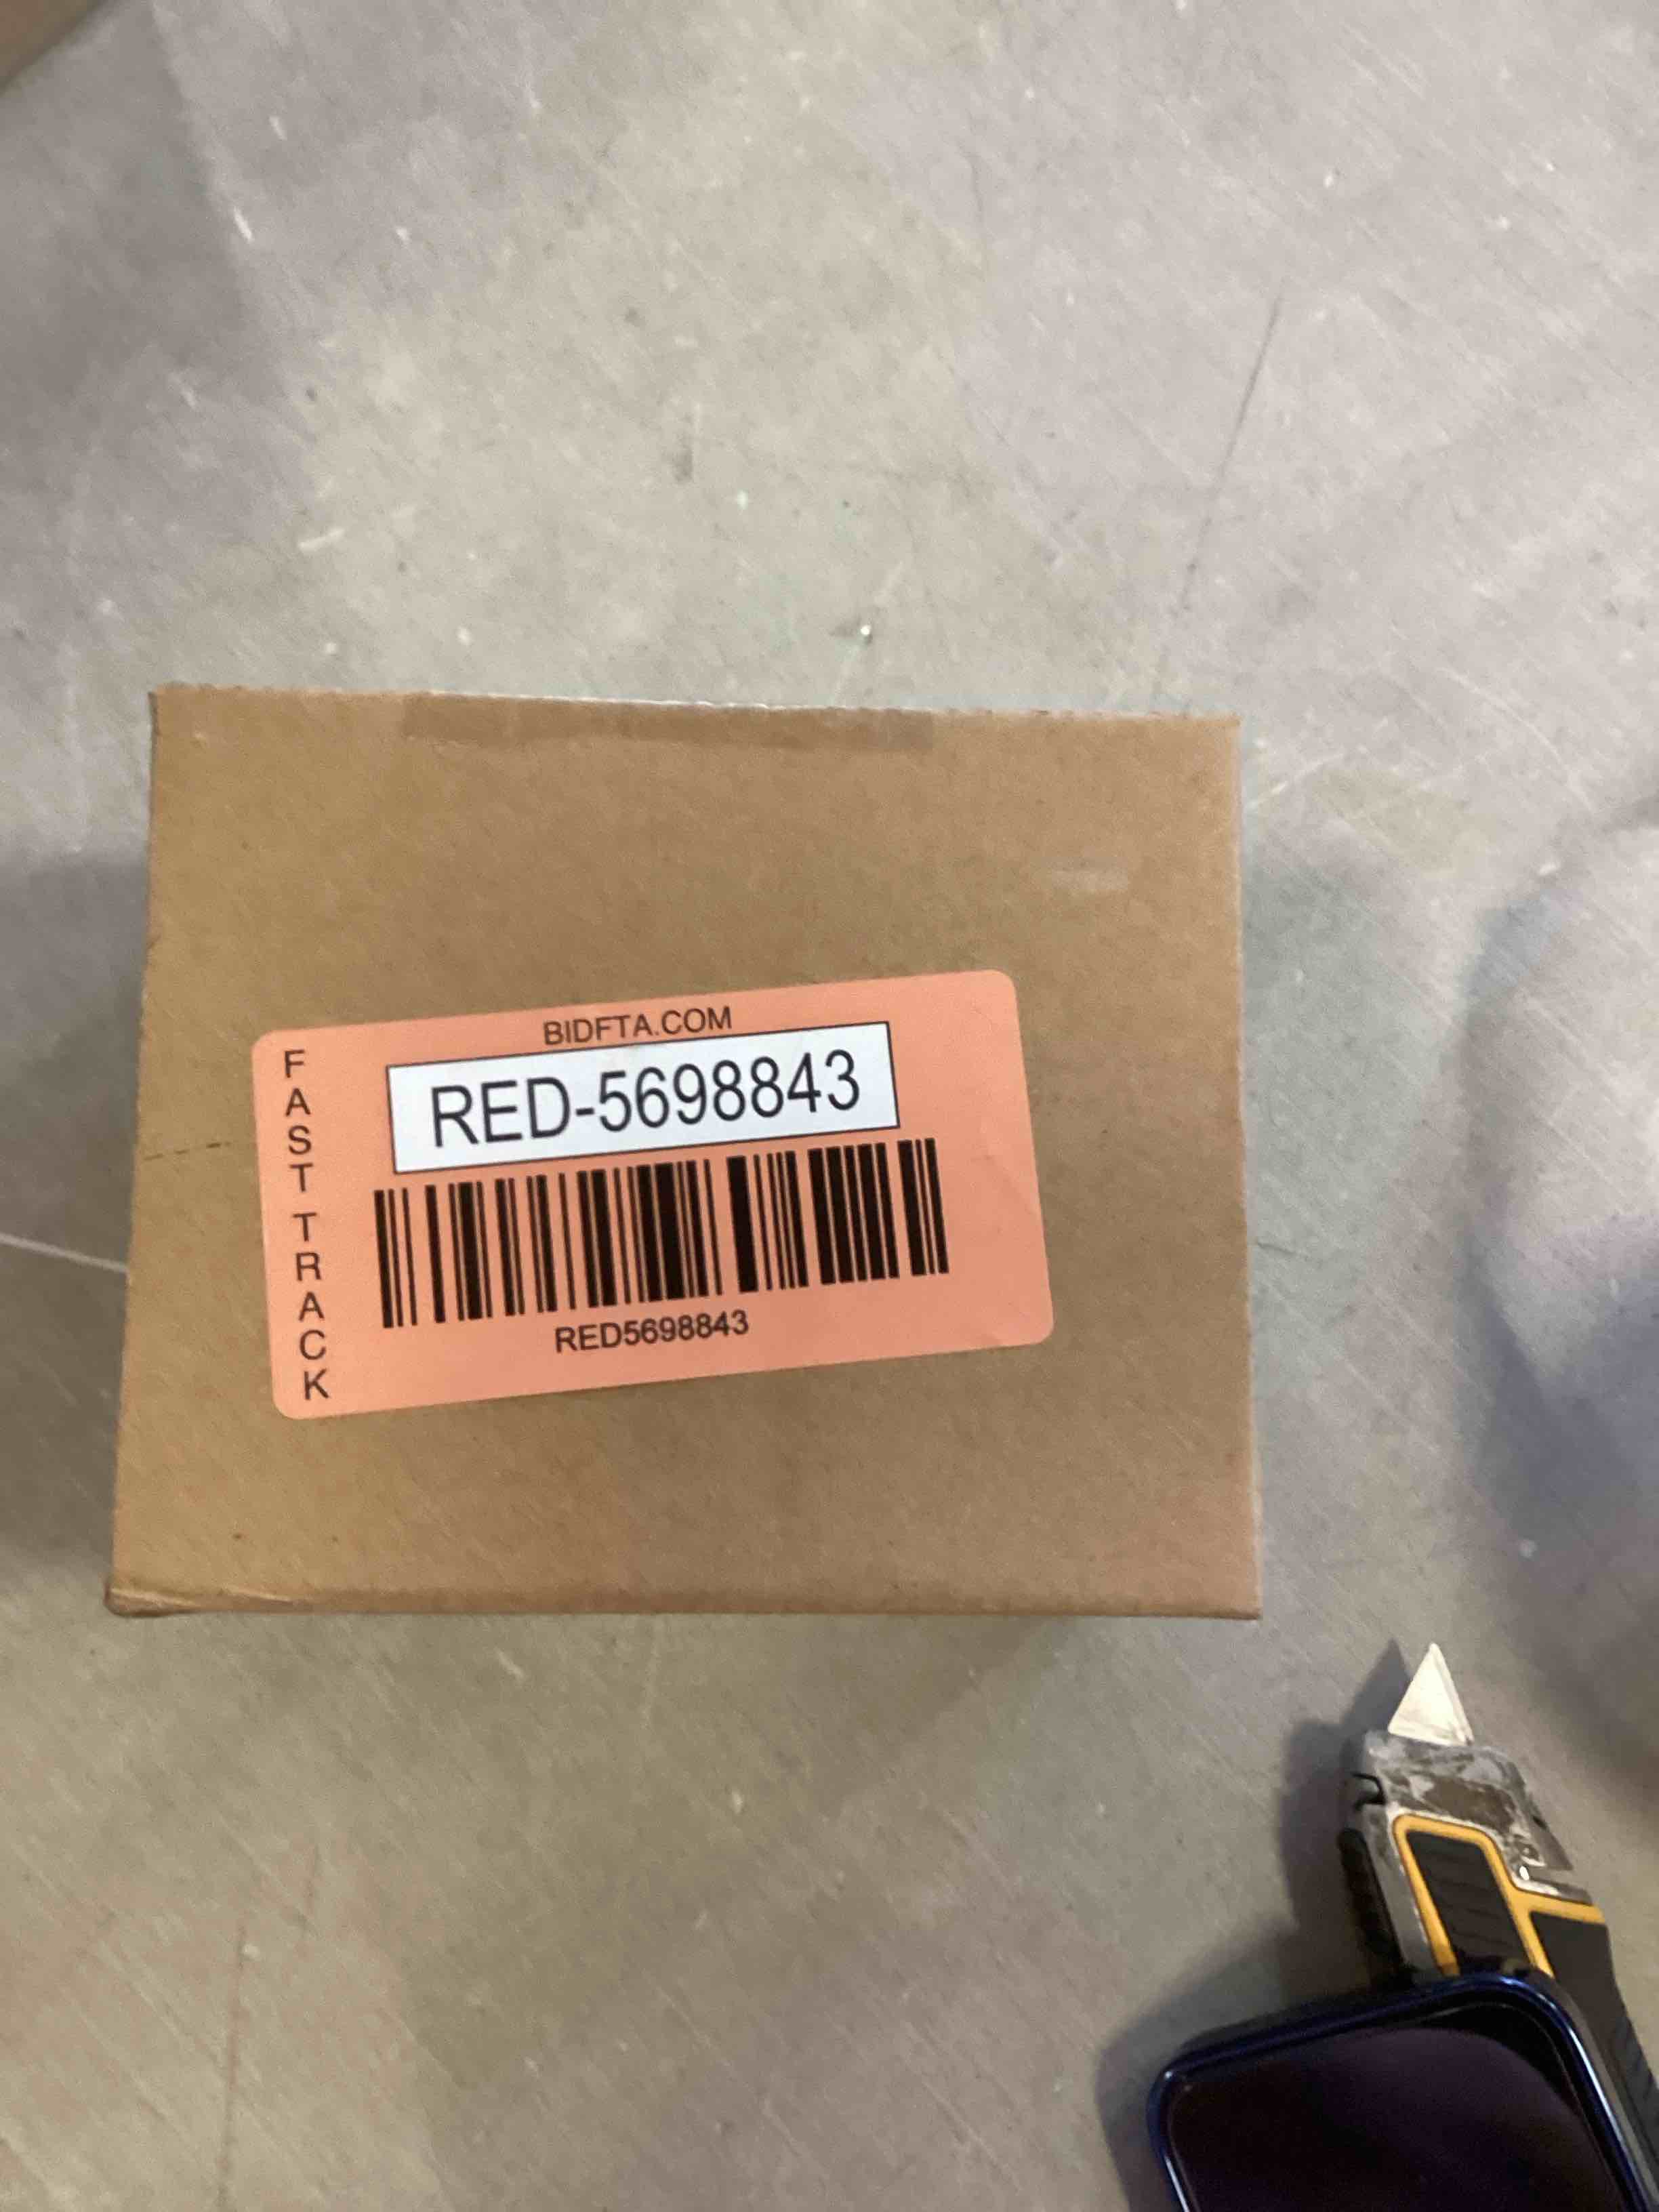 BIDFTA.COM
FAST TRACK
RED-5698843
RED5698843